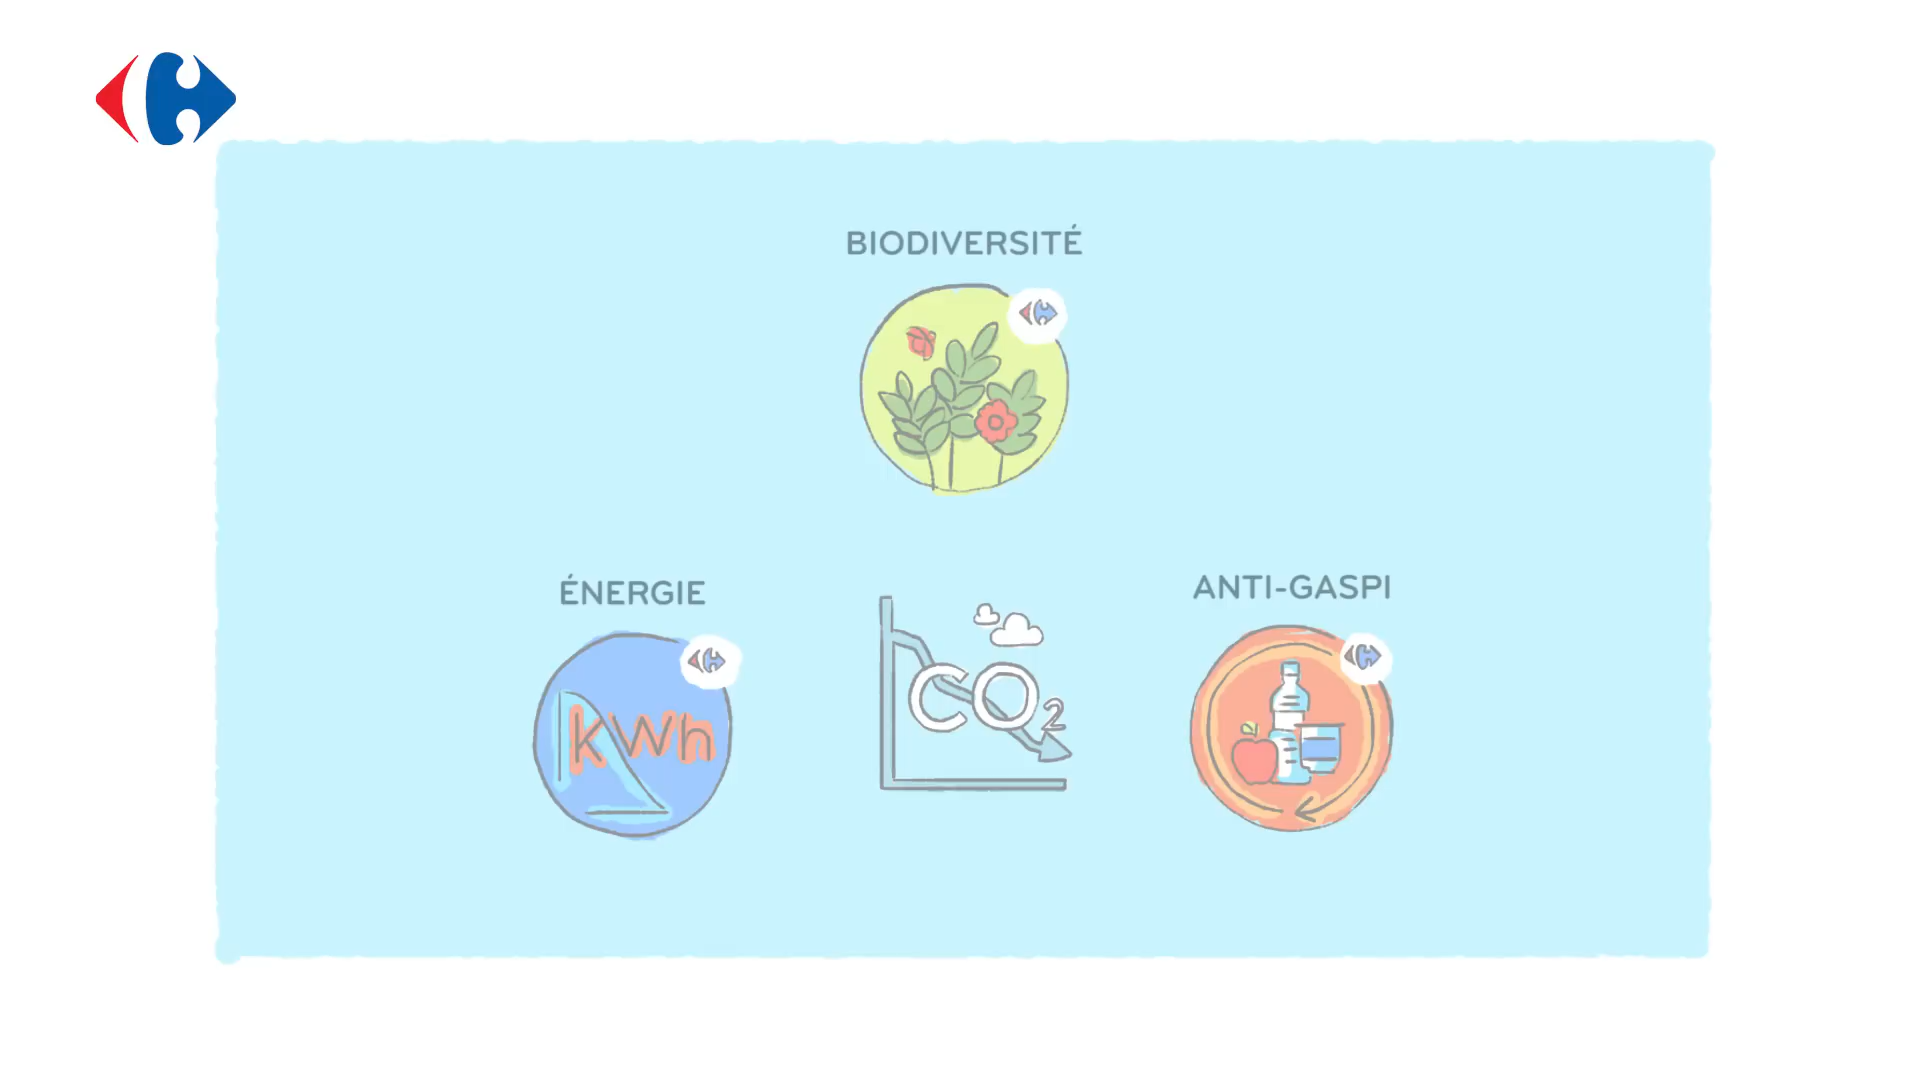 BIODIVERSITÉ
ÉNERGIE
ANTI-GASPI
kWh
CO₂